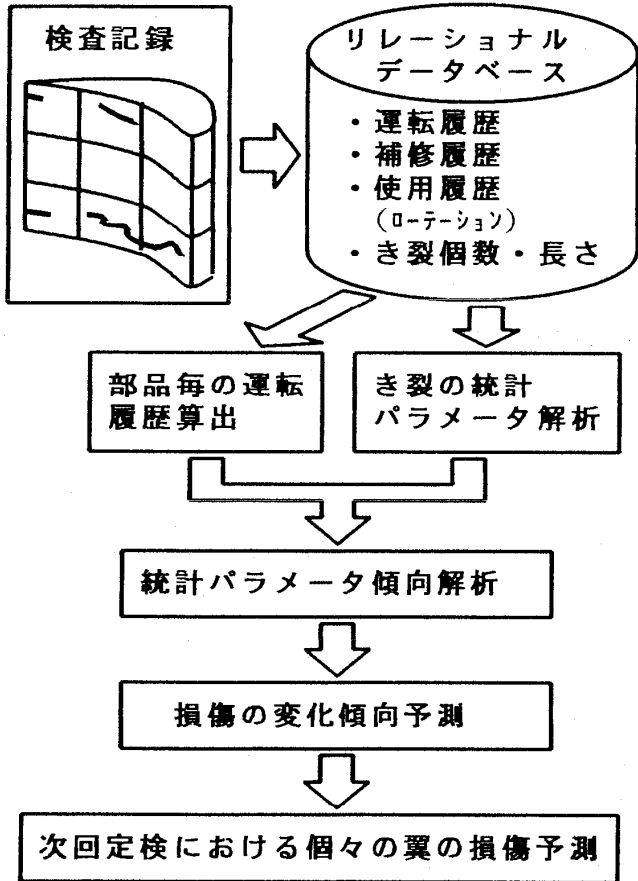 検査記録
リレーショナル
データベース
・運転履歴
・補修履歴
・使用履歴
(ローテーション)
・き裂個数・長さ
部品毎の運転
履歴算出
き裂の統計
パラメータ解析
統計パラメータ傾向解析
損傷の変化傾向予測
次回定検における個々の翼の損傷予測